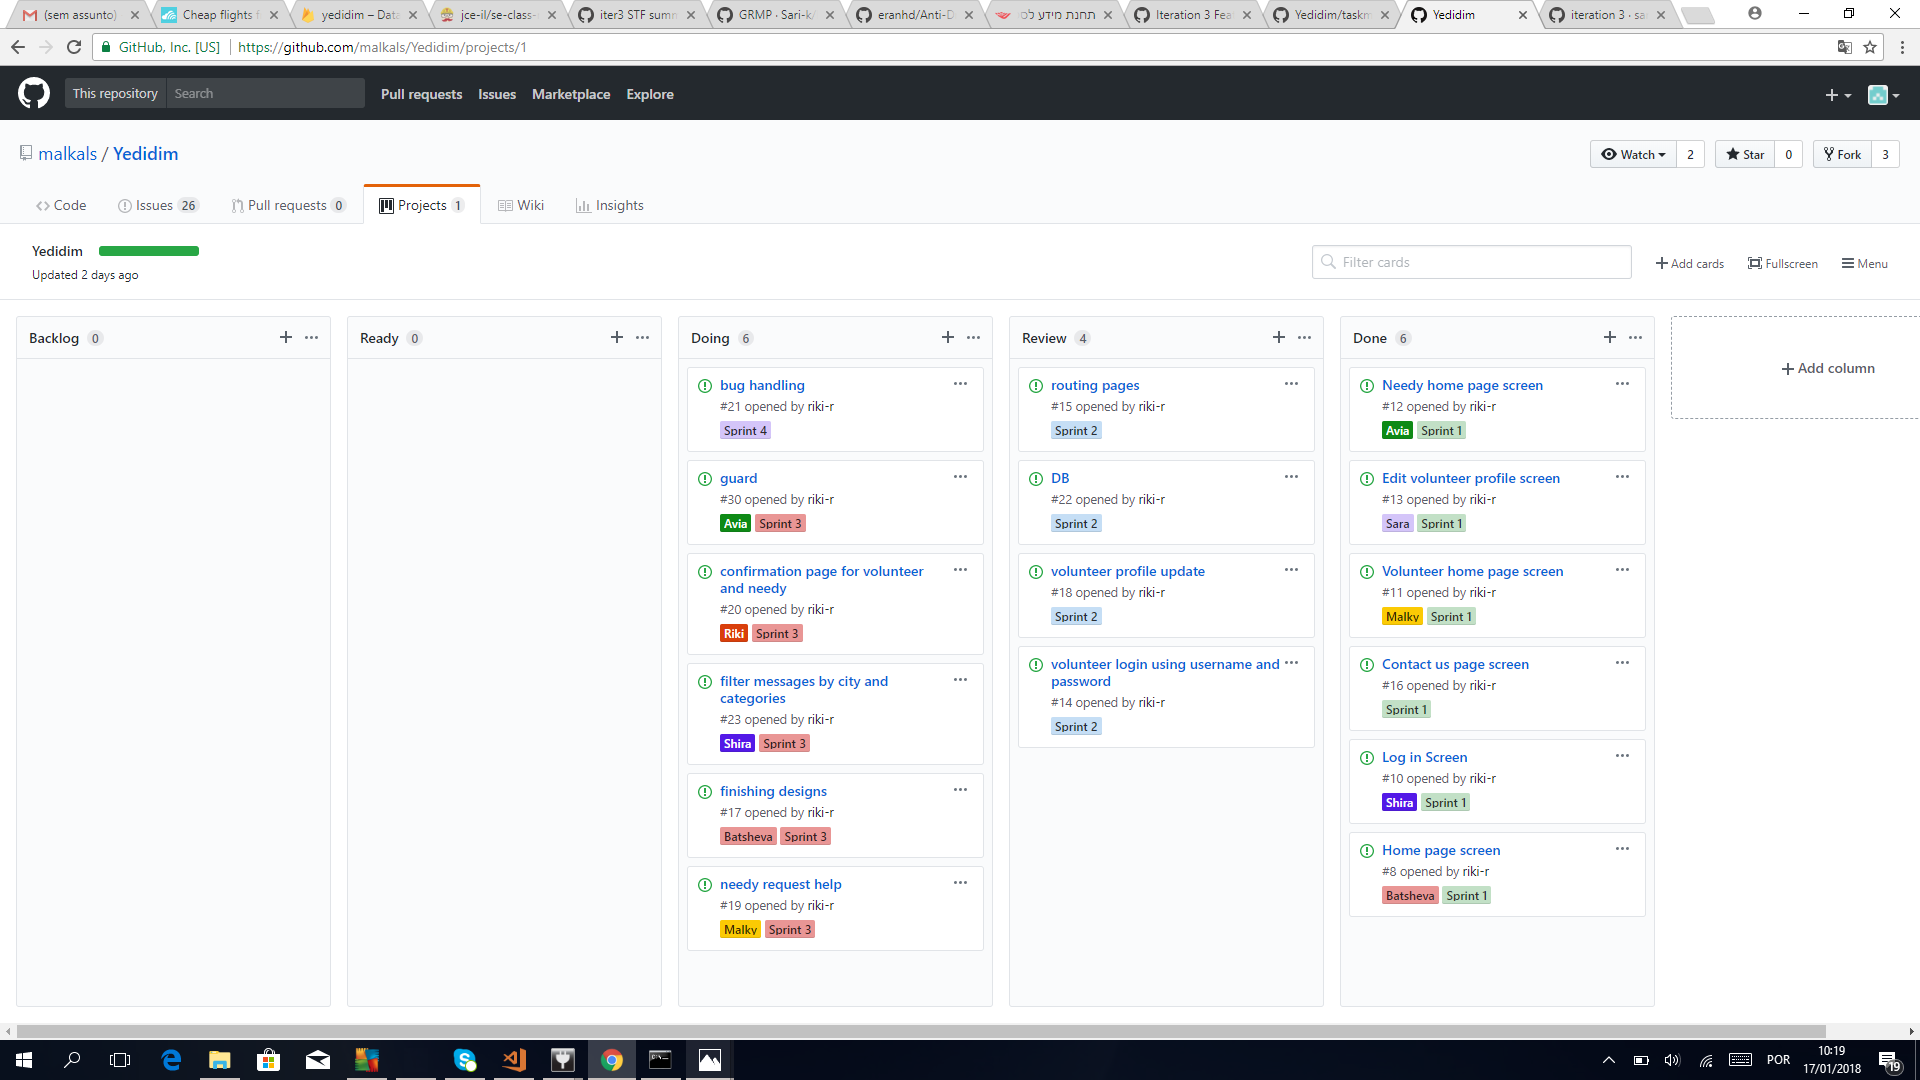 (sem assunto)
Cheap flights f
yedidim – Data
jce-il/se-class-
iter3 STF summ
GRMP · Sari-k/
eranhd/Anti-D
תחנת מידע לסי
Iteration 3 Fea
Yedidim/taskm
Yedidim
iteration 3 · sa
GitHub, Inc. [US] https://github.com/malkals/Yedidim/projects/1
This repository Search Pull requests Issues Marketplace Explore
malkals / Yedidim
Watch 2 Star 0 Fork 3
Code Issues 26 Pull requests 0 Projects 1 Wiki Insights
Yedidim
Updated 2 days ago
Filter cards Add cards Fullscreen Menu
Backlog 0
Ready 0
Doing 6
bug handling
#21 opened by riki-r
Sprint 4
guard
#30 opened by riki-r
Avia Sprint 3
confirmation page for volunteer
and needy
#20 opened by riki-r
Riki Sprint 3
filter messages by city and
categories
#23 opened by riki-r
Shira Sprint 3
finishing designs
#17 opened by riki-r
Batsheva Sprint 3
needy request help
#19 opened by riki-r
Malky Sprint 3
Review 4
routing pages
#15 opened by riki-r
Sprint 2
DB
#22 opened by riki-r
Sprint 2
volunteer profile update
#18 opened by riki-r
Sprint 2
volunteer login using username and
password
#14 opened by riki-r
Sprint 2
Done 6
Needy home page screen
#12 opened by riki-r
Avia Sprint 1
Edit volunteer profile screen
#13 opened by riki-r
Sara Sprint 1
Volunteer home page screen
#11 opened by riki-r
Malky Sprint 1
Contact us page screen
#16 opened by riki-r
Sprint 1
Log in Screen
#10 opened by riki-r
Shira Sprint 1
Home page screen
#8 opened by riki-r
Batsheva Sprint 1
Add column
POR
10:19
17/01/2018
19